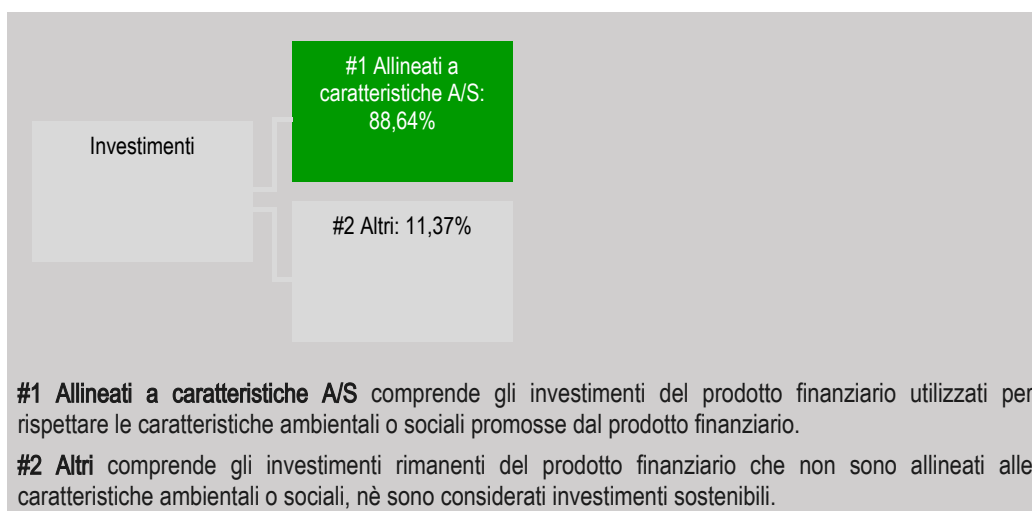 #1 Allineati a
caratteristiche A/S:
88,64%
Investimenti
#2 Altri: 11,37%
#1 Allineati a caratteristiche A/S comprende gli investimenti del prodotto finanziario utilizzati per
rispettare le caratteristiche ambientali o sociali promosse dal prodotto finanziario.
#2 Altri comprende gli investimenti rimanenti del prodotto finanziario che non sono allineati alle
caratteristiche ambientali o sociali, nè sono considerati investimenti sostenibili.